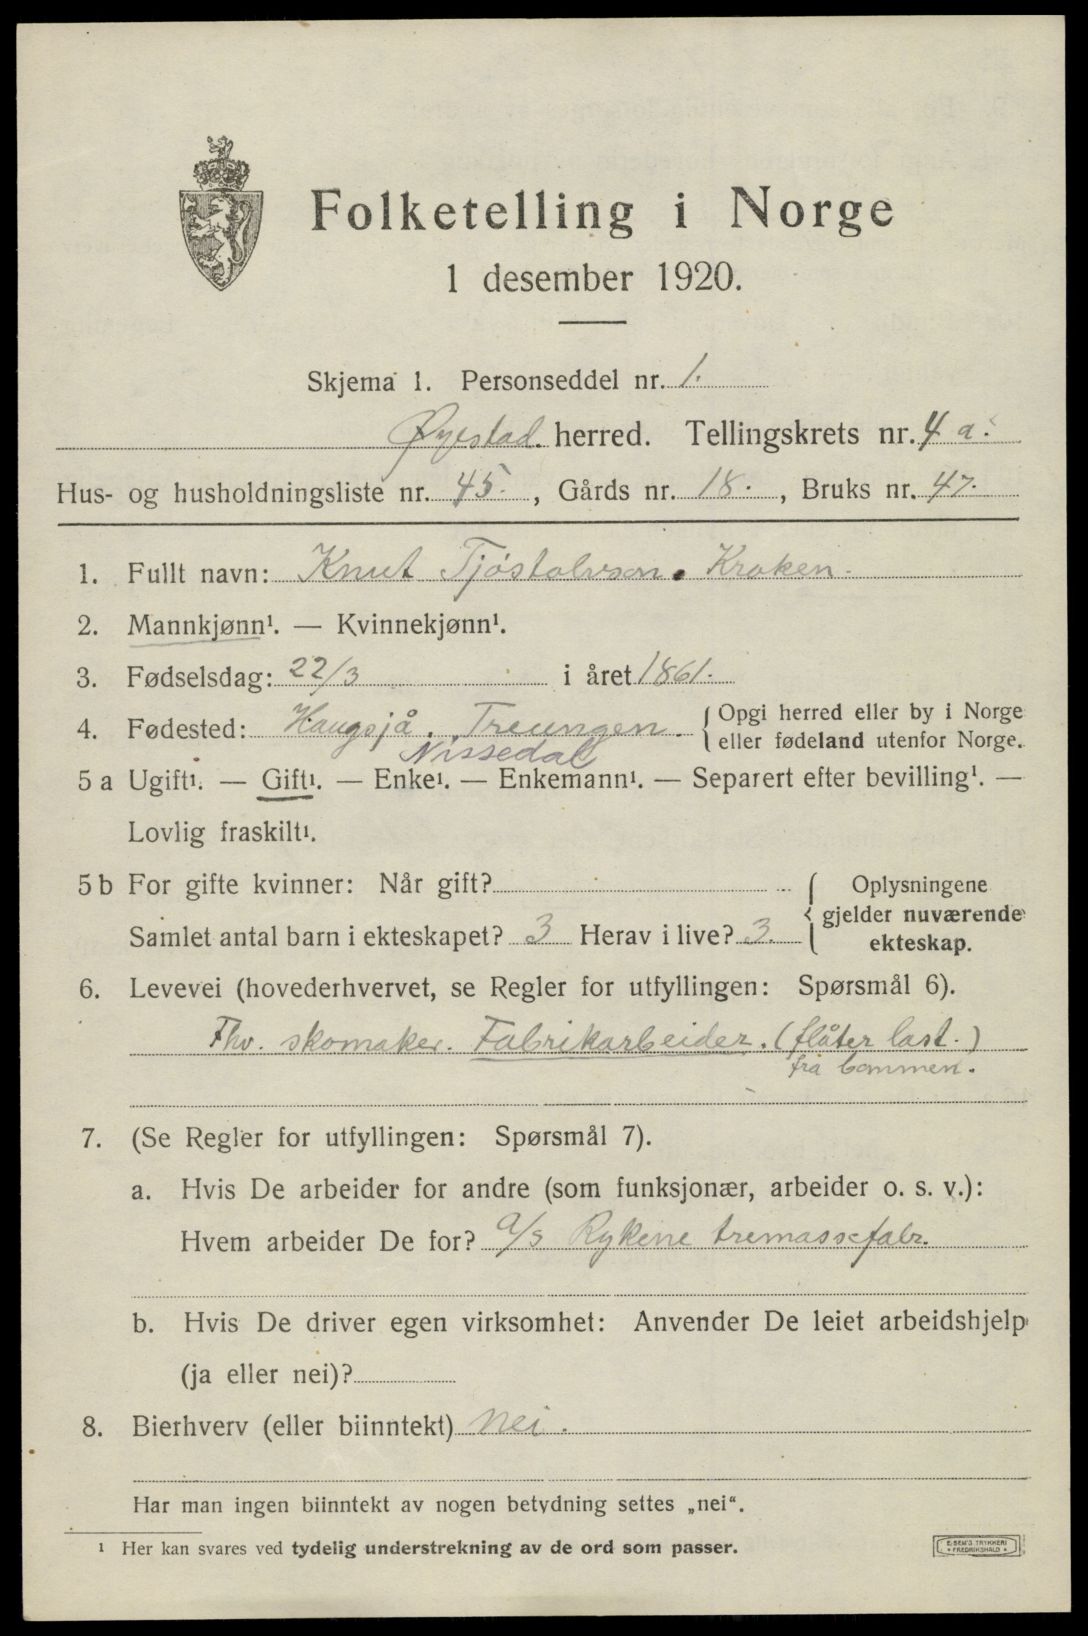 Folketelling i Norge
1 desember 1920.
Skjema 1. Personseddel nr. 1.
Øyestad. herred. Tellingskrets nr. 4 a.
Hus- og husholdningsliste nr. 45. , Gårds nr. 18. , Bruks nr. 47.
1. Fullt navn: Knut Tjøstolvson. Kroken.
2. Mannkjønn¹. — Kvinnekjønn¹.
3. Fødselsdag: 22/3 i året 1861.
4. Fødested: Haugsjå. Treungen. { Opgi herred eller by i Norge
eller fødeland utenfor Norge.
Nissedal
5 a Ugift¹. — Gift¹. — Enke¹. — Enkemann¹. — Separert efter bevilling¹. —
Lovlig fraskilt¹.
5 b For gifte kvinner: Når gift?
Samlet antal barn i ekteskapet? 3 Herav i live? 3.
{ Oplysningene
gjelder nuværende
ekteskap.
6. Levevei (hovederhvervet, se Regler for utfyllingen: Spørsmål 6).
Fhv. skomaker. Fabrikarbeider. (fløter last.)
fra bommen.
7. (Se Regler for utfyllingen: Spørsmål 7).
a. Hvis De arbeider for andre (som funksjonær, arbeider o. s. v.):
Hvem arbeider De for? a/s Rykene tremassefabr.
b. Hvis De driver egen virksomhet: Anvender De leiet arbeidshjelp
(ja eller nei)?
8. Bierhverv (eller biinntekt) nei.
Har man ingen biinntekt av nogen betydning settes „nei“.
¹ Her kan svares ved tydelig understrekning av de ord som passer.
E. SEM'S TRYKKERI
• FREDRIKSHALD •